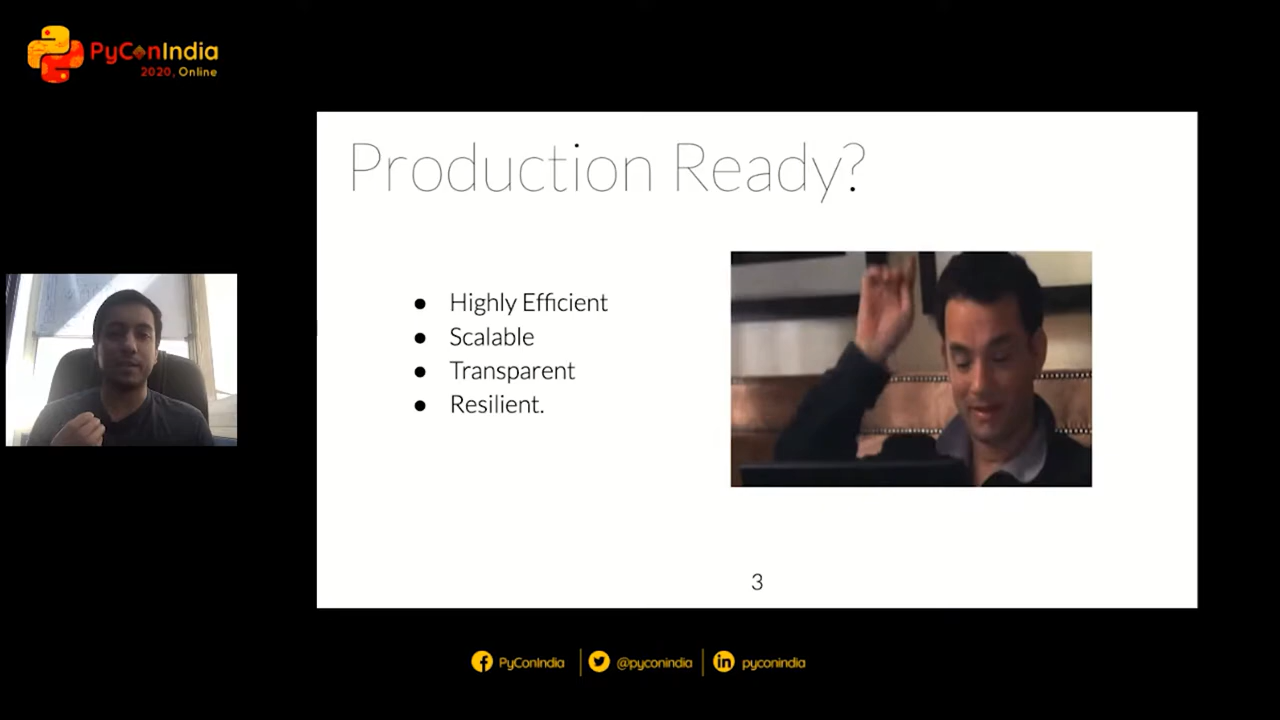 PyConIndia
2020, Online
Production Ready?
● Highly Efficient
● Scalable
● Transparent
● Resilient.
3
PyConIndia
@pyconindia
pyconindia